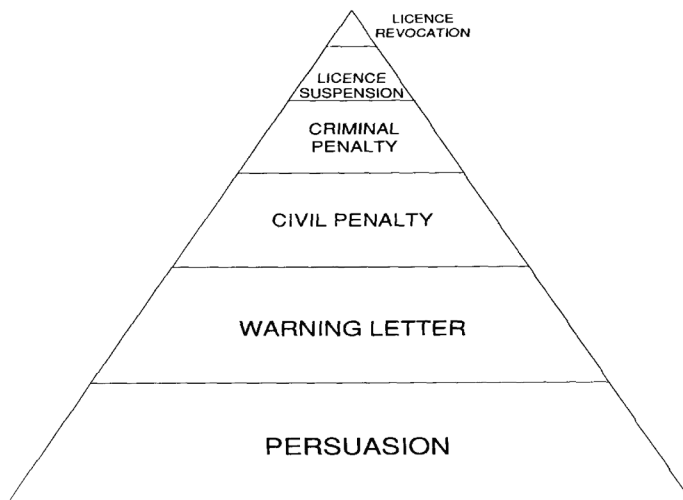 LICENCE
REVOCATION
LICENCE
SUSPENSION
CRIMINAL
PENALTY
CIVIL PENALTY
WARNING LETTER
PERSUASION